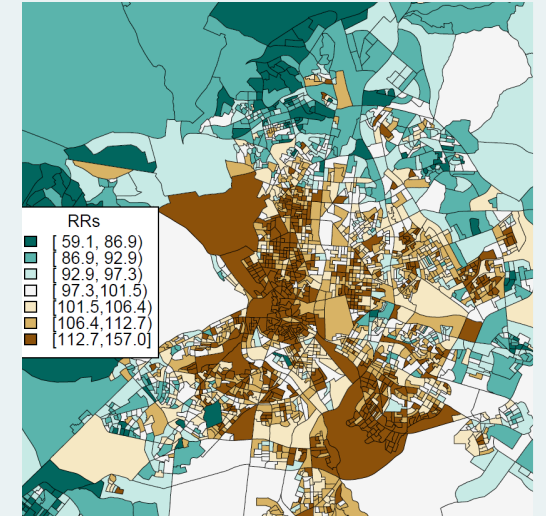 RRs
[ 59.1, 86.9)
[ 86.9, 92.9)
[ 92.9, 97.3)
[ 97.3,101.5)
[101.5,106.4)
[106.4,112.7)
[112.7,157.0]